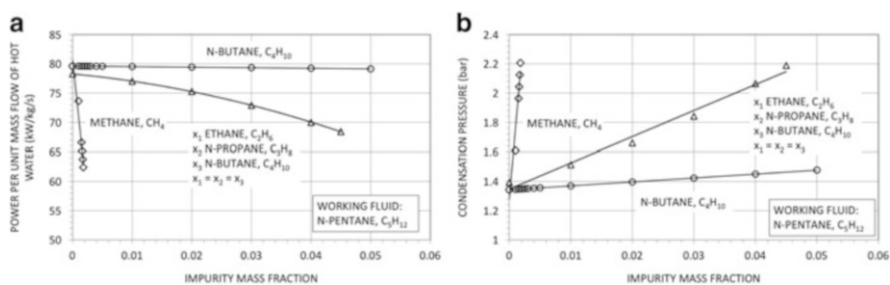 a
POWER PER UNIT MASS FLOW OF HOT
WATER (kW/kg/s)
85
80
75
70
65
60
55
50
N-BUTANE, C₄H₁₀
METHANE, CH₄
x₁ ETHANE, C₂H₆
x₂ N-PROPANE, C₃H₈
x₃ N-BUTANE, C₄H₁₀
x₁ = x₂ = x₃
WORKING FLUID:
N-PENTANE, C₅H₁₂
0 0.01 0.02 0.03 0.04 0.05 0.06
IMPURITY MASS FRACTION
b
CONDENSATION PRESSURE (bar)
2.4
2.2
2
1.8
1.6
1.4
1.2
1
METHANE, CH₄
x₁ ETHANE, C₂H₆
x₂ N-PROPANE, C₃H₈
x₃ N-BUTANE, C₄H₁₀
x₁ = x₂ = x₃
N-BUTANE, C₄H₁₀
WORKING FLUID:
N-PENTANE, C₅H₁₂
0 0.01 0.02 0.03 0.04 0.05 0.06
IMPURITY MASS FRACTION